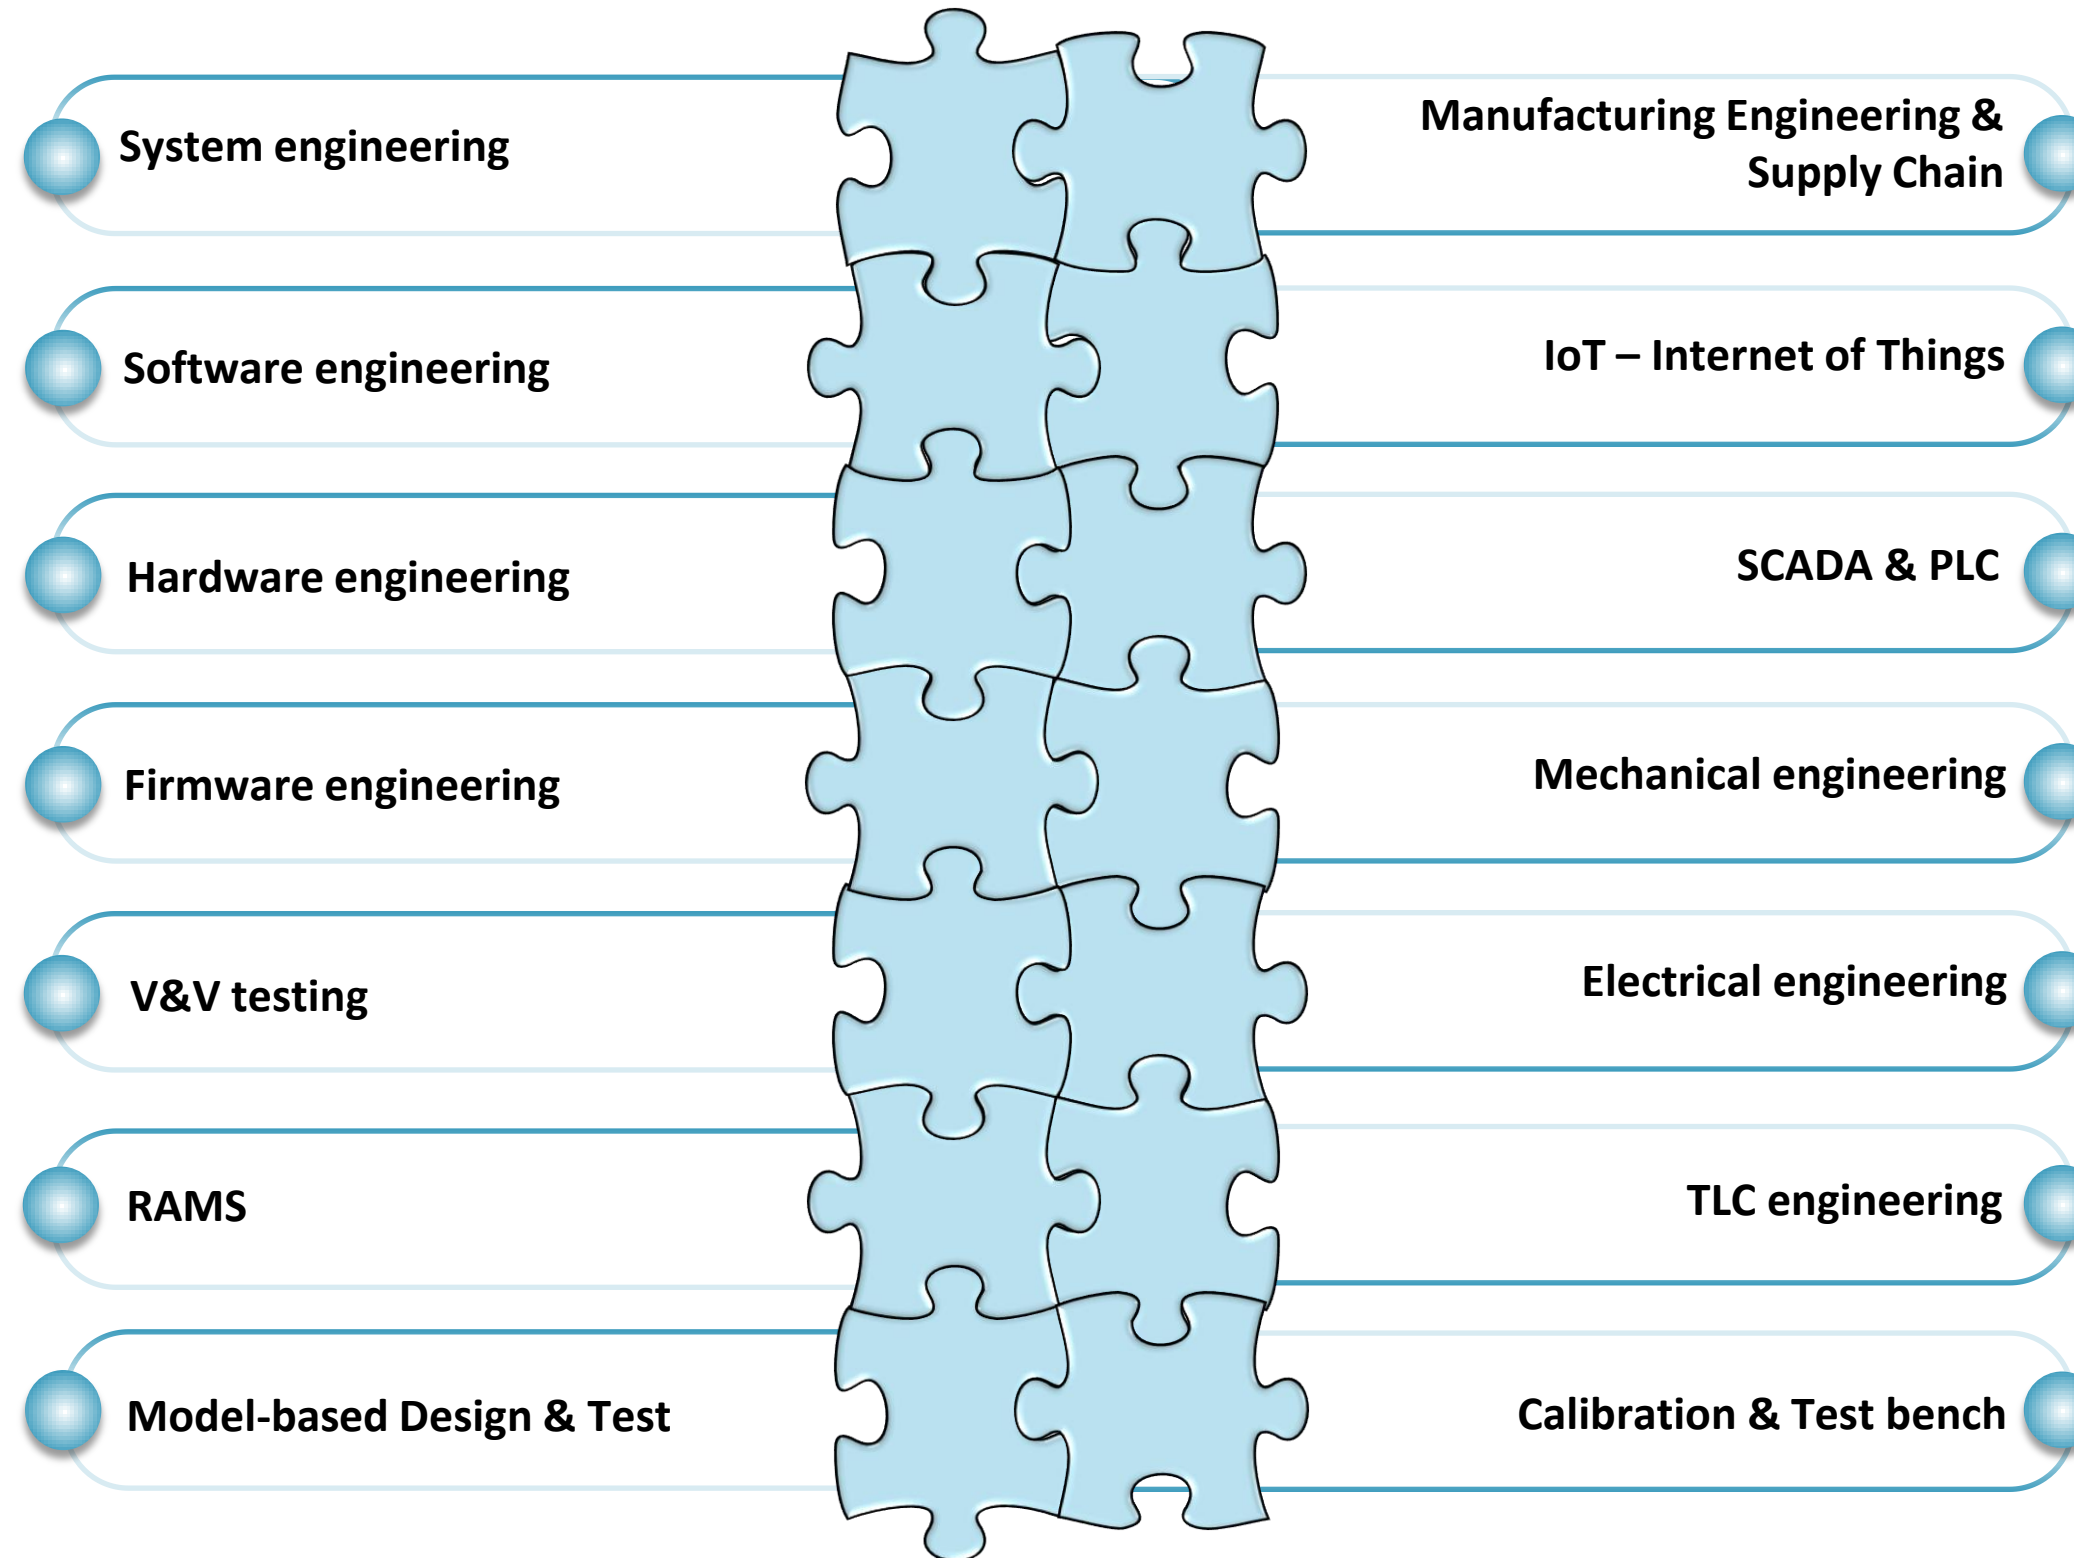 System engineering
Software engineering
Hardware engineering
Firmware engineering
V&V testing
RAMS
Model-based Design & Test
Manufacturing Engineering &
Supply Chain
IoT – Internet of Things
SCADA & PLC
Mechanical engineering
Electrical engineering
TLC engineering
Calibration & Test bench